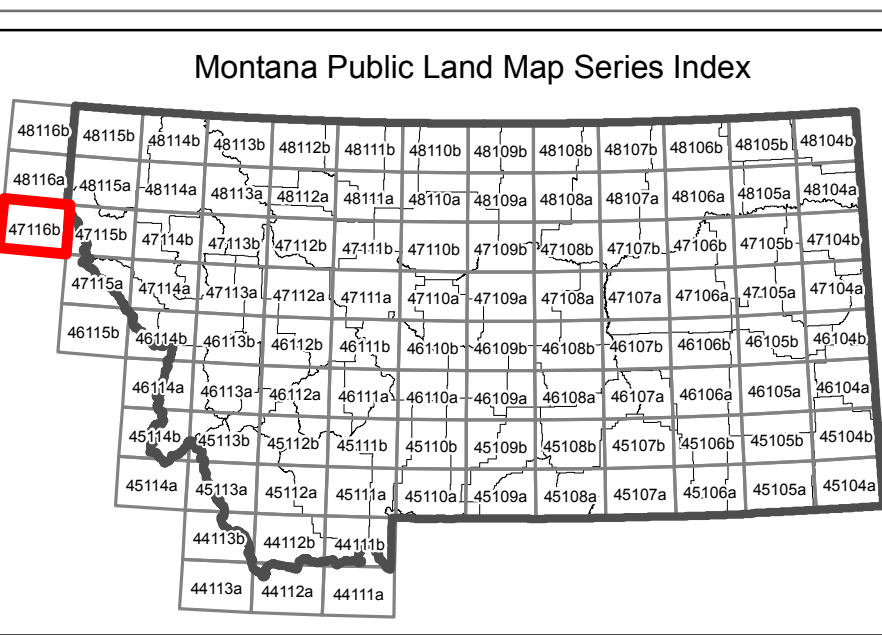 Montana Public Land Map Series Index
48116b 48115b 48114b 48113b 48112b 48111b 48110b 48109b 48108b 48107b 48106b 48105b 48104b
48116a 48115a 48114a 48113a 48112a 48111a 48110a 48109a 48108a 48107a 48106a 48105a 48104a
47116b 47115b 47114b 47113b 47112b 47111b 47110b 47109b 47108b 47107b 47106b 47105b 47104b
47115a 47114a 47113a 47112a 47111a 47110a 47109a 47108a 47107a 47106a 47105a 47104a
46115b 46114b 46113b 46112b 46111b 46110b 46109b 46108b 46107b 46106b 46105b 46104b
46114a 46113a 46112a 46111a 46110a 46109a 46108a 46107a 46106a 46105a 46104a
45114b 45113b 45112b 45111b 45110b 45109b 45108b 45107b 45106b 45105b 45104b
45114a 45113a 45112a 45111a 45110a 45109a 45108a 45107a 45106a 45105a 45104a
44113b 44112b 44111b
44113a 44112a 44111a